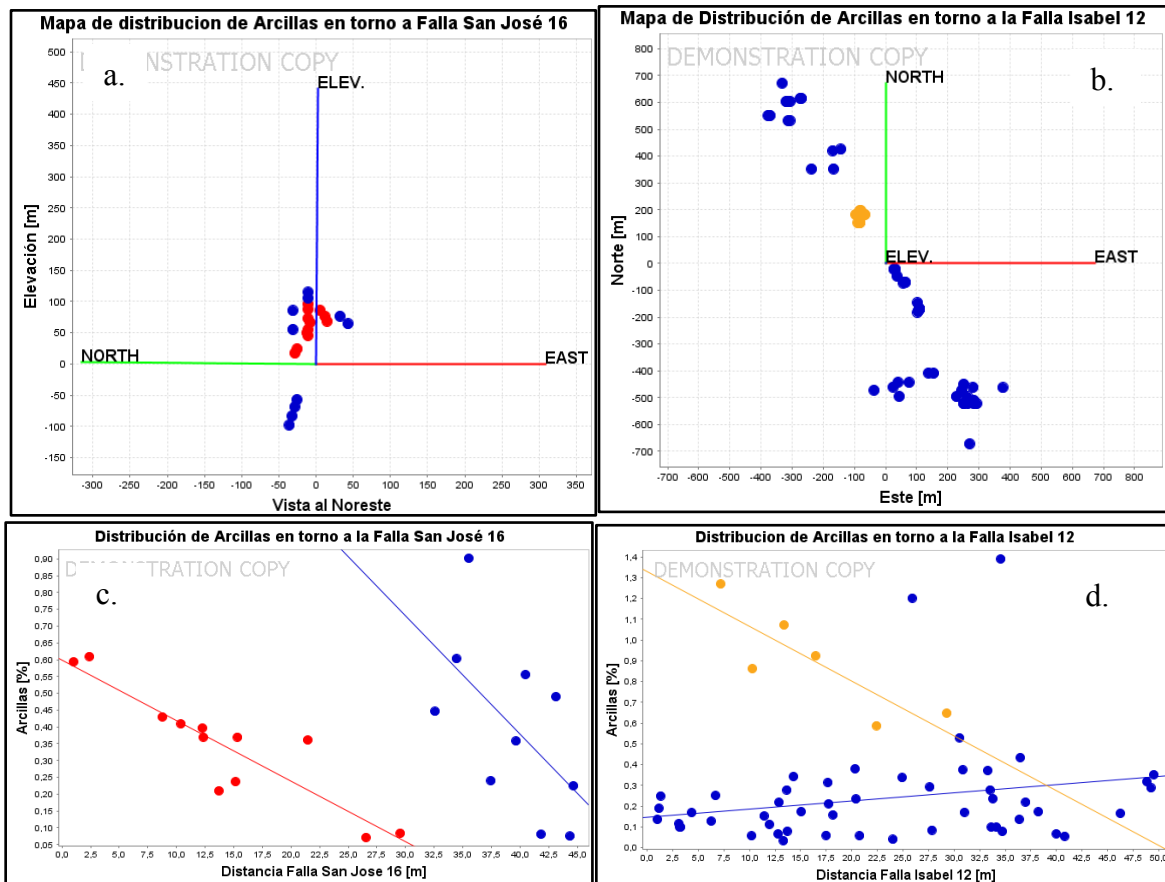 Mapa de distribucion de Arcillas en torno a Falla San José 16
NSTRATION COPY
a.
ELEV.
NORTH
EAST
Elevación [m]
500
450
400
350
300
250
200
150
100
50
0
-50
-100
-150
-300 -250 -200 -150 -100 -50 0 50 100 150 200 250 300 350
Vista al Noreste
Mapa de Distribución de Arcillas en torno a la Falla Isabel 12
DEMONSTRATION COPY
b.
NORTH
ELEV.
EAST
Norte [m]
800
700
600
500
400
300
200
100
0
-100
-200
-300
-400
-500
-600
-700
-700 -600 -500 -400 -300 -200 -100 0 100 200 300 400 500 600 700 800
Este [m]
Distribución de Arcillas en torno a la Falla San José 16
DEMONSTRATION COPY
c.
Arcillas [%]
0,90
0,85
0,80
0,75
0,70
0,65
0,60
0,55
0,50
0,45
0,40
0,35
0,30
0,25
0,20
0,15
0,10
0,05
0,0 2,5 5,0 7,5 10,0 12,5 15,0 17,5 20,0 22,5 25,0 27,5 30,0 32,5 35,0 37,5 40,0 42,5 45,0
Distancia Falla San José 16 [m]
Distribucion de Arcillas en torno a la Falla Isabel 12
DEMONSTRATION COPY
d.
Arcillas [%]
1,4
1,3
1,2
1,1
1,0
0,9
0,8
0,7
0,6
0,5
0,4
0,3
0,2
0,1
0,0
0,0 2,5 5,0 7,5 10,0 12,5 15,0 17,5 20,0 22,5 25,0 27,5 30,0 32,5 35,0 37,5 40,0 42,5 45,0 47,5 50,0
Distancia Falla Isabel 12 [m]